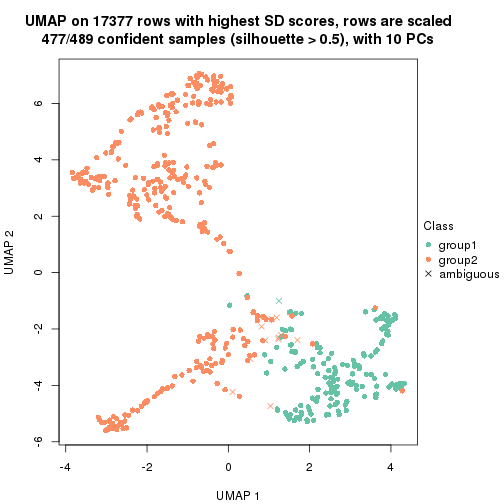 UMAP on 17377 rows with highest SD scores, rows are scaled
477/489 confident samples (silhouette > 0.5), with 10 PCs
6
4
2
0
-2
-4
-6
UMAP 2
-4
-2
0
2
4
UMAP 1
Class
group1
group2
ambiguous